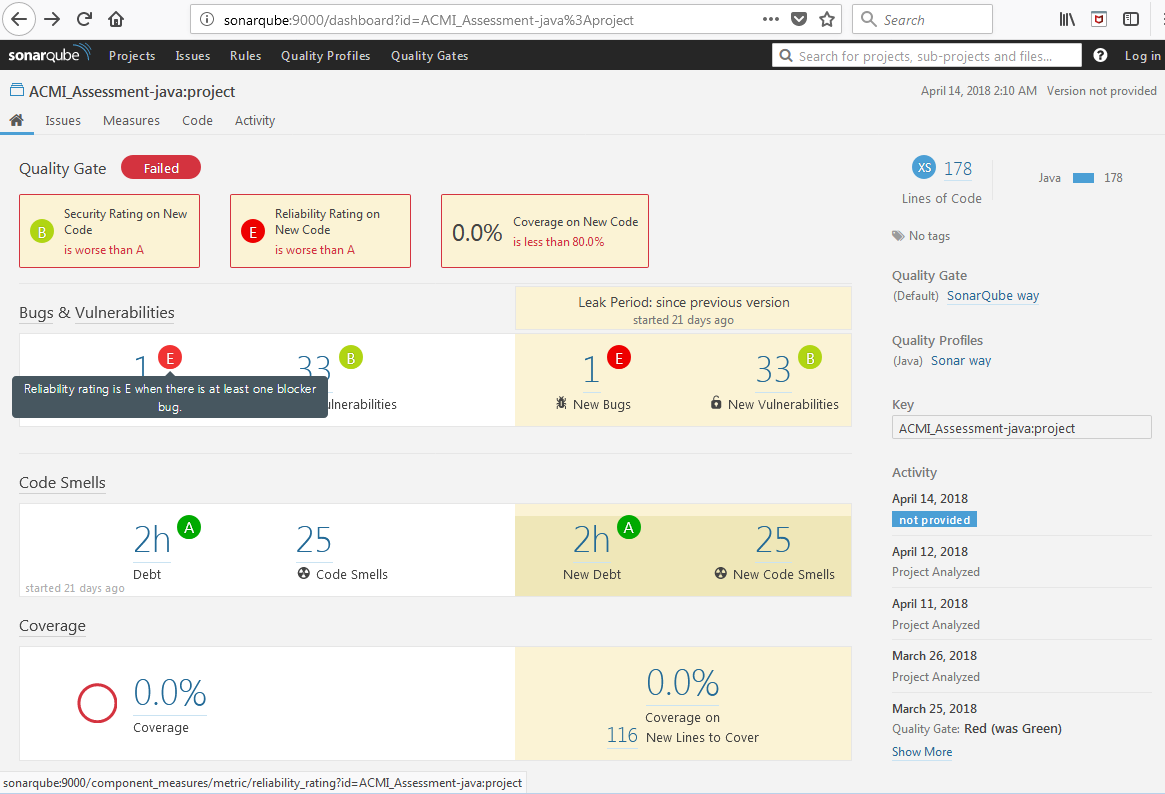 sonarqube:9000/dashboard?id=ACMI_Assessment-java%3Aproject
Search
sonarqube Projects Issues Rules Quality Profiles Quality Gates
Search for projects, sub-projects and files...
? Log in
ACMI_Assessment-java:project
April 14, 2018 2:10 AM Version not provided
Issues Measures Code Activity
Quality Gate Failed
B Security Rating on New
Code
is worse than A
E Reliability Rating on
New Code
is worse than A
0.0% Coverage on New Code
is less than 80.0%
Bugs & Vulnerabilities
Leak Period: since previous version
started 21 days ago
1 E
33 B
Reliability rating is E when there is at least one blocker
bug.
ulnerabilities
1 E
New Bugs
33 B
New Vulnerabilities
Code Smells
2h A
Debt
25
Code Smells
started 21 days ago
2h A
New Debt
25
New Code Smells
Coverage
0.0%
Coverage
0.0%
Coverage on
116 New Lines to Cover
XS 178
Lines of Code
Java 178
No tags
Quality Gate
(Default) SonarQube way
Quality Profiles
(Java) Sonar way
Key
ACMI_Assessment-java:project
Activity
April 14, 2018
not provided
April 12, 2018
Project Analyzed
April 11, 2018
Project Analyzed
March 26, 2018
Project Analyzed
March 25, 2018
Quality Gate: Red (was Green)
Show More
sonarqube:9000/component_measures/metric/reliability_rating?id=ACMI_Assessment-java:project